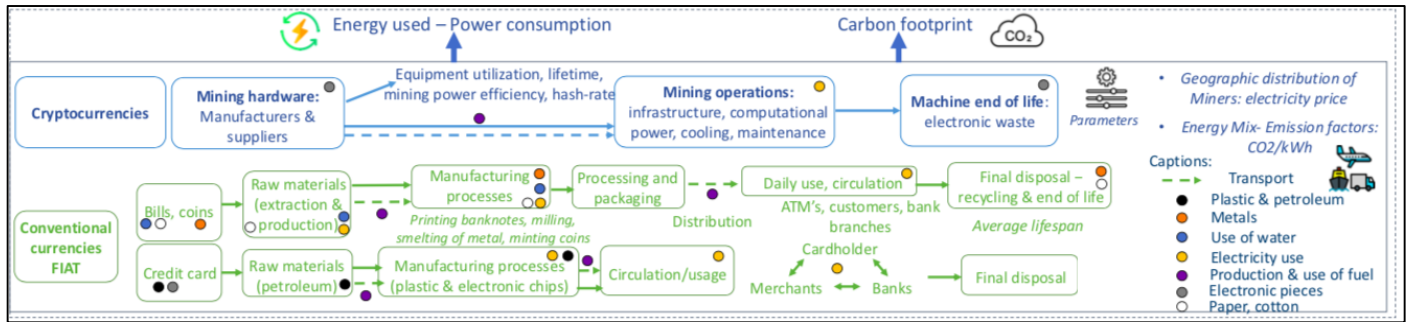 Energy used – Power consumption
Carbon footprint
CO₂
Cryptocurrencies
Mining hardware:
Manufacturers &
suppliers
Equipment utilization, lifetime,
mining power efficiency, hash-rate
Mining operations:
infrastructure, computational
power, cooling, maintenance
Machine end of life:
electronic waste
Parameters
• Geographic distribution of
Miners: electricity price
• Energy Mix- Emission factors:
CO2/kWh
Conventional
currencies
FIAT
Bills, coins
Raw materials
(extraction &
production)
Manufacturing
processes
Printing banknotes, milling,
smelting of metal, minting coins
Processing and
packaging
Distribution
Daily use, circulation
ATM's, customers, bank
branches
Final disposal –
recycling & end of life
Average lifespan
Credit card
Raw materials
(petroleum)
Manufacturing processes
(plastic & electronic chips)
Circulation/usage
Cardholder
Merchants
Banks
Final disposal
Captions:
Transport
Plastic & petroleum
Metals
Use of water
Electricity use
Production & use of fuel
Electronic pieces
Paper, cotton